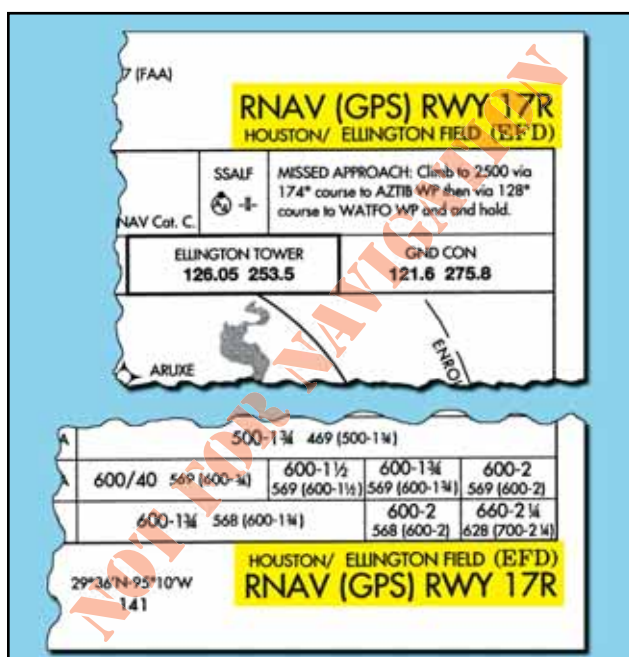 7 (FAA)
RNAV (GPS) RWY 17R
HOUSTON/ ELLINGTON FIELD (EFD)
SSALF
MISSED APPROACH: Climb to 2500 via
174° course to AZTIB WP then via 128°
course to WATFO WP and and hold.
NAV Cat. C.
ELLINGTON TOWER
126.05 253.5
GND CON
121.6 275.8
ARUXE
ENRO
NOT FOR NAVIGATION
A
500-1¾ 469 (500-1¾)
A
600/40 569 (600-¾)
600-1½
569 (600-1½)
600-1¾
569 (600-1¾)
600-2
569 (600-2)
600-1¾ 568 (600-1¾)
600-2
568 (600-2)
660-2¼
628 (700-2¼)
29°36'N-95°10'W
141
HOUSTON/ ELLINGTON FIELD (EFD)
RNAV (GPS) RWY 17R